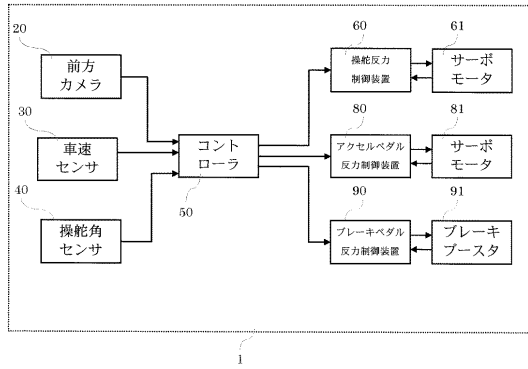 20
前方
カメラ
30
車速
センサ
40
操舵角
センサ
コント
ローラ
50
60
操舵反力
制御装置
61
サーボ
モータ
80
アクセルペダル
反力制御装置
81
サーボ
モータ
90
ブレーキペダル
反力制御装置
91
ブレーキ
ブースタ
1